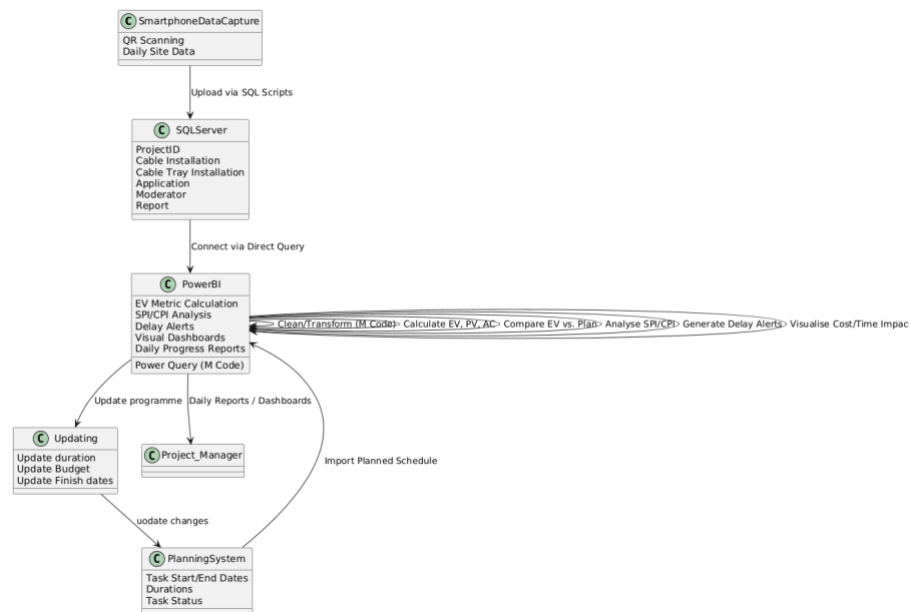 C SmartphoneDataCapture
QR Scanning
Daily Site Data
Upload via SQL Scripts
C SQLServer
ProjectID
Cable Installation
Cable Tray Installation
Application
Moderator
Report
Connect via Direct Query
C PowerBI
EV Metric Calculation
SPI/CPI Analysis
Delay Alerts
Visual Dashboards
Daily Progress Reports
Power Query (M Code)
Clean/Transform (M Code)
Calculate EV, PV, AC
Compare EV vs. Plan
Analyse SPI/CPI
Generate Delay Alerts
Visualise Cost/Time Impact
Update programme
Daily Reports / Dashboards
C Updating
Update duration
Update Budget
Update Finish dates
C Project_Manager
Import Planned Schedule
uodate changes
C PlanningSystem
Task Start/End Dates
Durations
Task Status